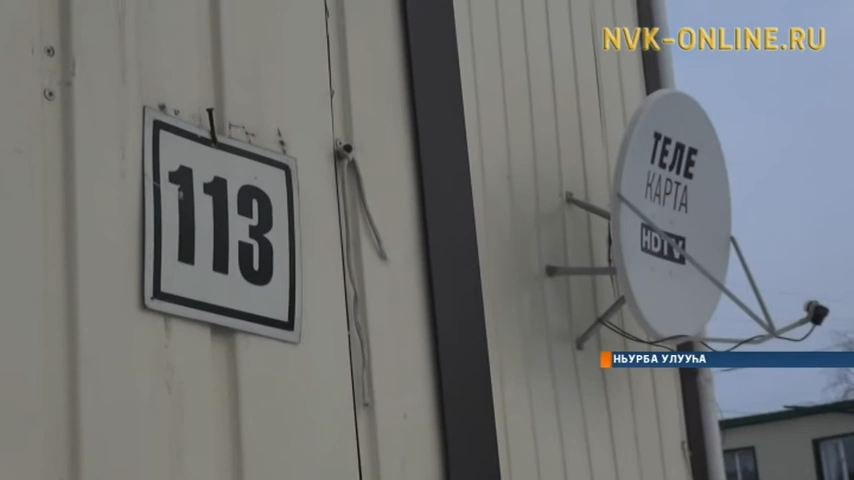 NVK-ONLINE.RU
113
ТЕЛЕ
КАРТА
HDTV
НЬУРБА УЛУУҺА